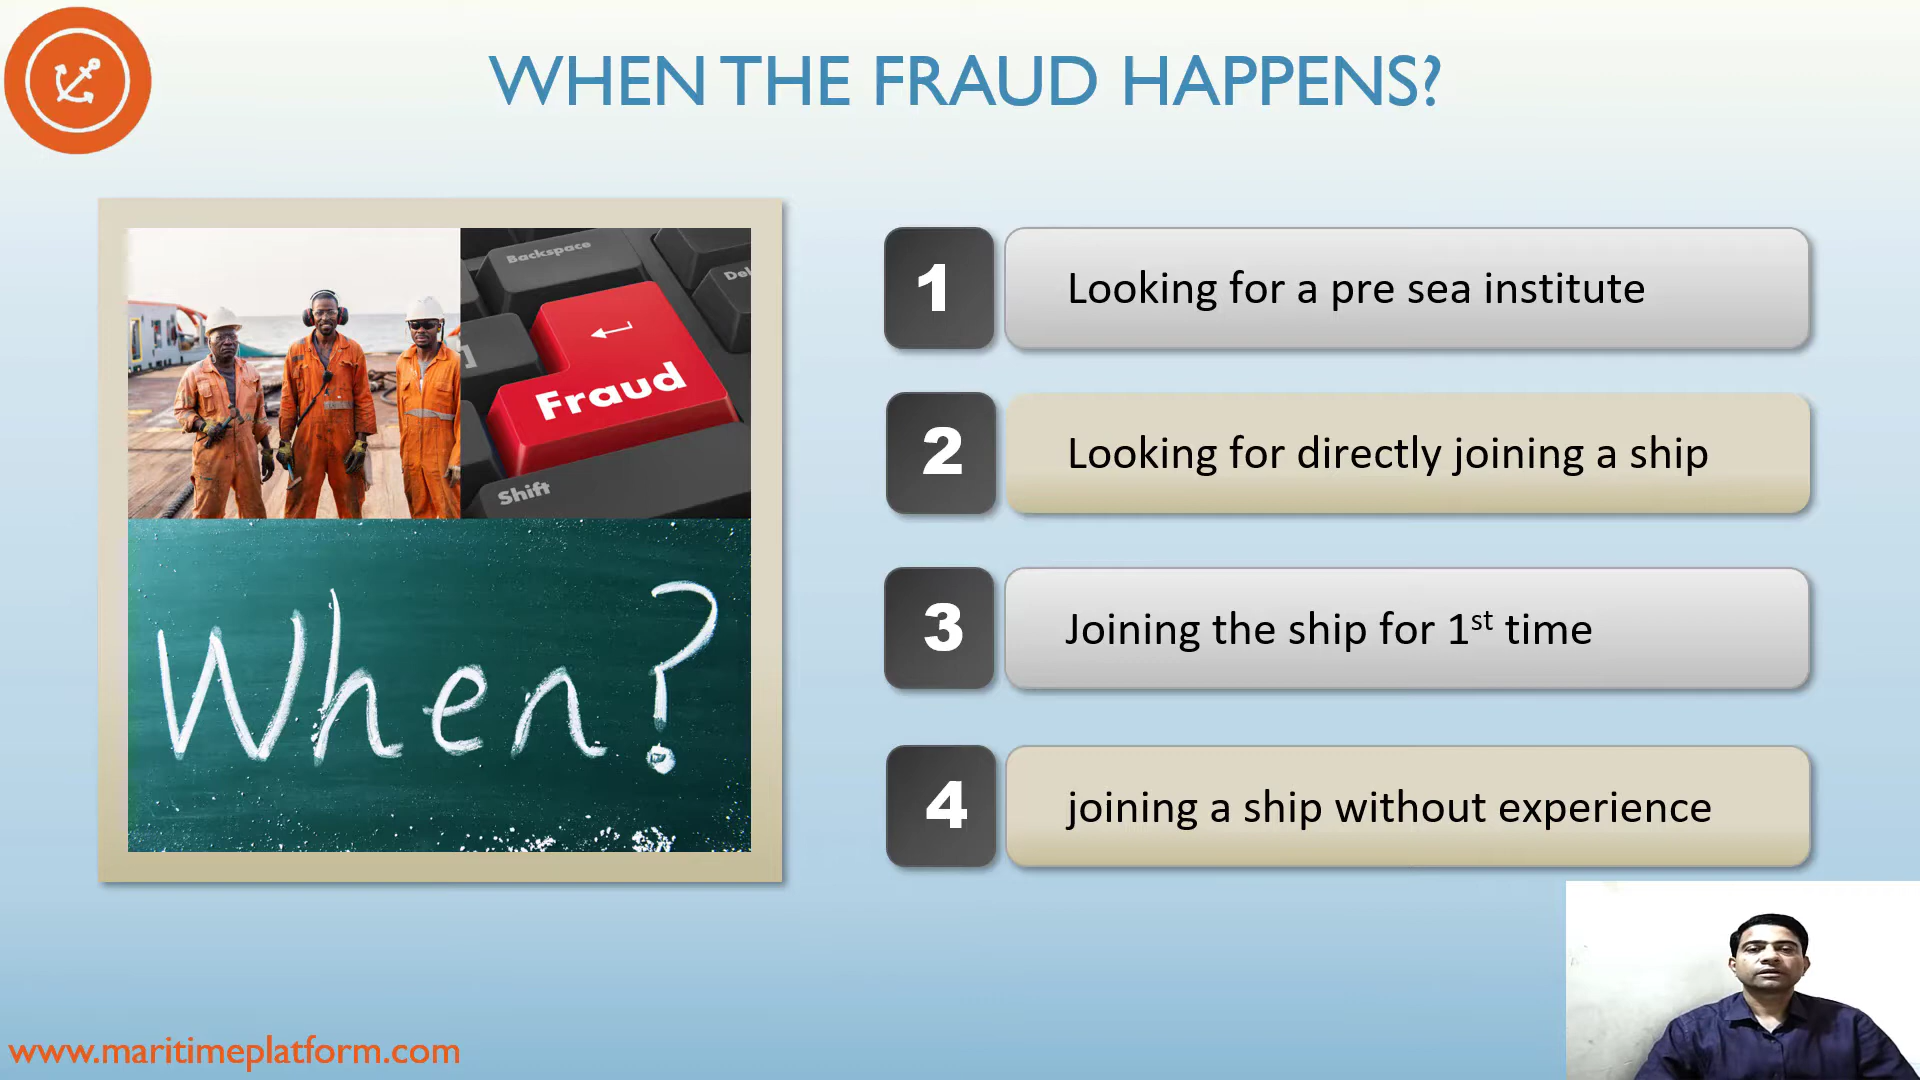 WHEN THE FRAUD HAPPENS?
Backspace
Del
]
Fraud
Shift
When?
1 Looking for a pre sea institute
2 Looking for directly joining a ship
3 Joining the ship for 1st time
4 joining a ship without experience
www.maritimeplatform.com